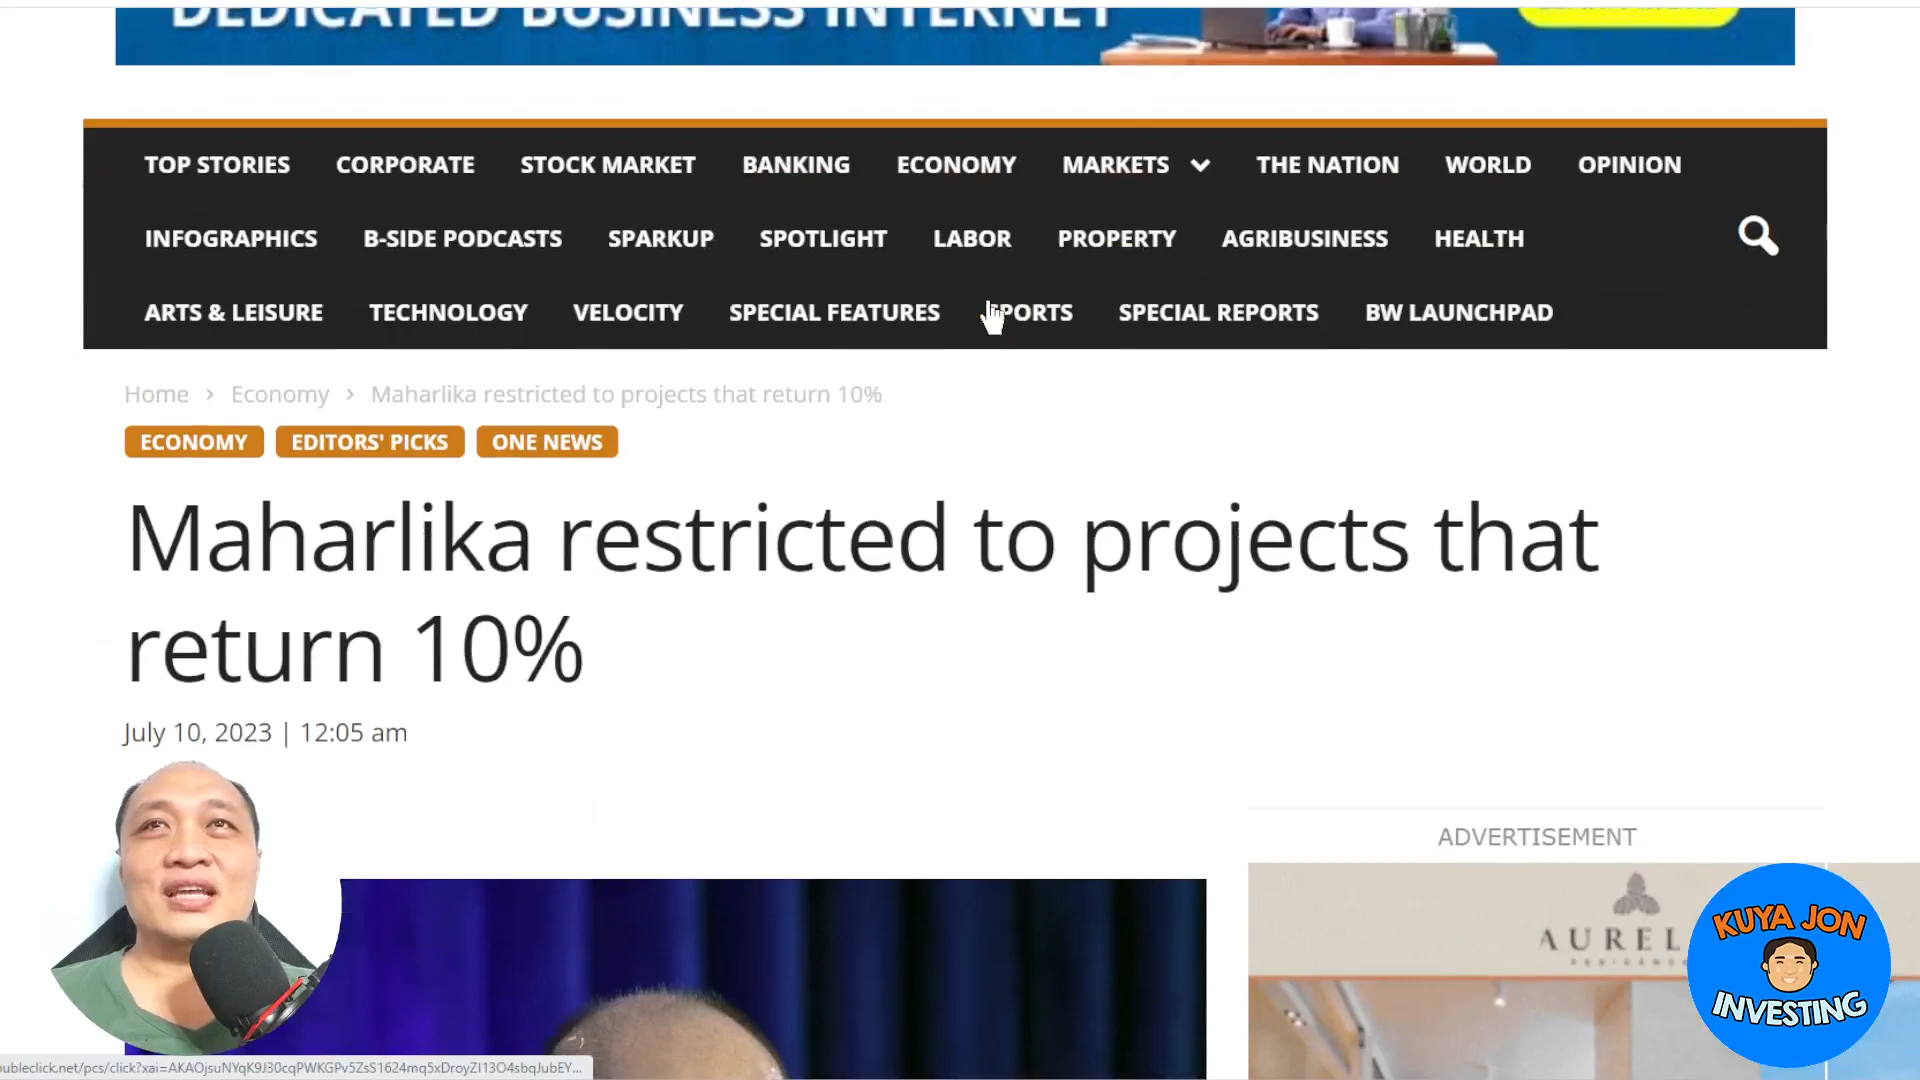 DEDICATED BUSINESS INTERNET
TOP STORIES CORPORATE STOCK MARKET BANKING ECONOMY MARKETS THE NATION WORLD OPINION
INFOGRAPHICS B-SIDE PODCASTS SPARKUP SPOTLIGHT LABOR PROPERTY AGRIBUSINESS HEALTH
ARTS & LEISURE TECHNOLOGY VELOCITY SPECIAL FEATURES SPORTS SPECIAL REPORTS BW LAUNCHPAD
Home › Economy › Maharlika restricted to projects that return 10%
ECONOMY EDITORS' PICKS ONE NEWS
Maharlika restricted to projects that
return 10%
July 10, 2023 | 12:05 am
ADVERTISEMENT
AUREL
KUYA JON
INVESTING